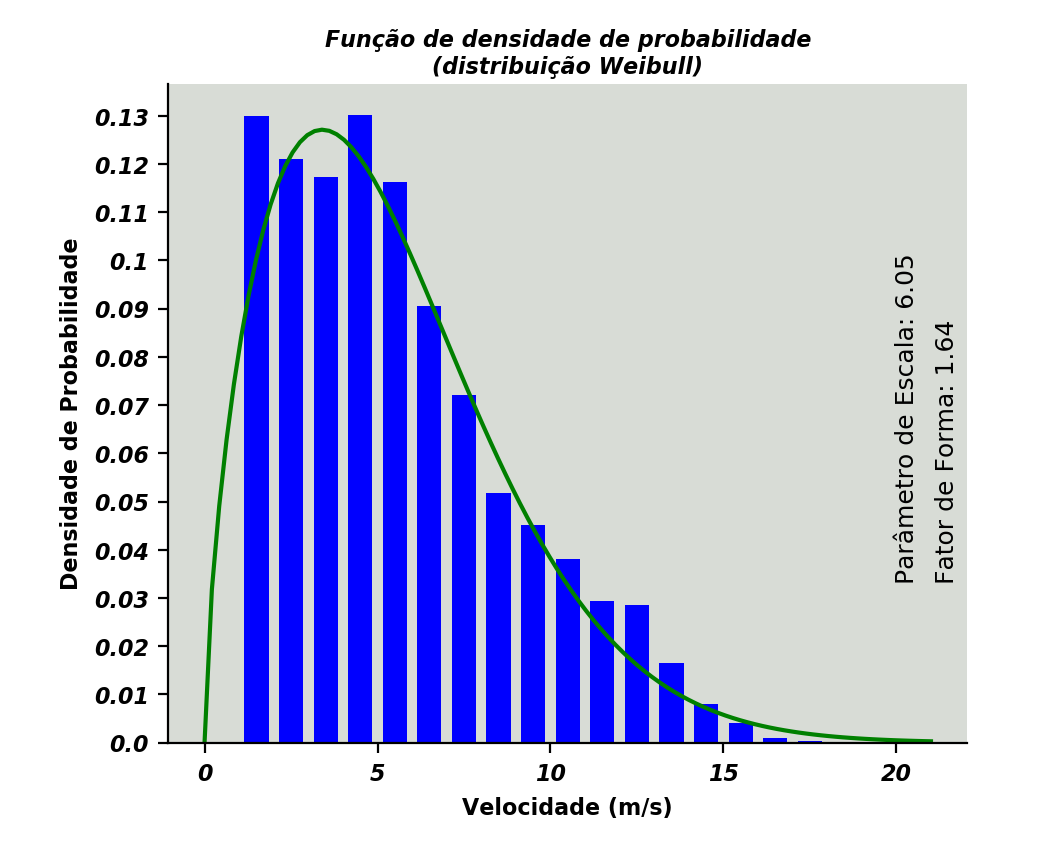 Função de densidade de probabilidade
(distribuição Weibull)
Densidade de Probabilidade
0.13
0.12
0.11
0.1
0.09
0.08
0.07
0.06
0.05
0.04
0.03
0.02
0.01
0.0
Parâmetro de Escala: 6.05
Fator de Forma: 1.64
0 5 10 15 20
Velocidade (m/s)